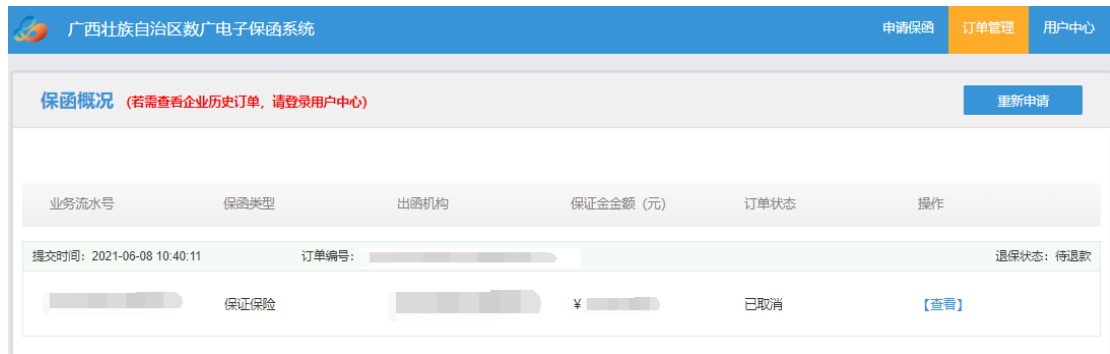 广西壮族自治区数广电子保函系统 申请保函 订单管理 用户中心
保函概况 (若需查看企业历史订单，请登录用户中心) 重新申请
业务流水号 保函类型 出函机构 保证金金额（元） 订单状态 操作
提交时间：2021-06-08 10:40:11 订单编号： 退保状态：待退款
保证保险 ¥ 已取消 【查看】